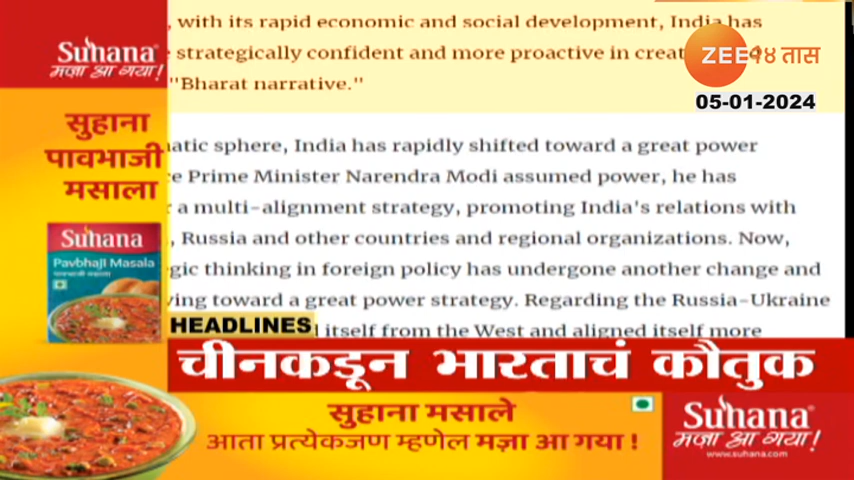 , with its rapid economic and social development, India has
strategically confident and more proactive in
"Bharat narrative."
ZEE २४ तास
05-01-2024
Suhana
मज़ा आ गया!
सुहाना
पावभाजी
मसाला
Suhana
Pavbhaji Masala
पावभाजी मसाला
sphere, India has rapidly shifted toward a great power
Prime Minister Narendra Modi assumed power, he has
a multi-alignment strategy, promoting India's relations with
, Russia and other countries and regional organizations. Now,
thinking in foreign policy has undergone another change and
toward a great power strategy. Regarding the Russia-Ukraine
itself from the West and aligned itself more
HEADLINES
चीनकडून भारताचं कौतुक
सुहाना मसाले
आता प्रत्येकजण म्हणेल मज़ा आ गया !
Suhana
मज़ा आ गया!
www.suhana.com